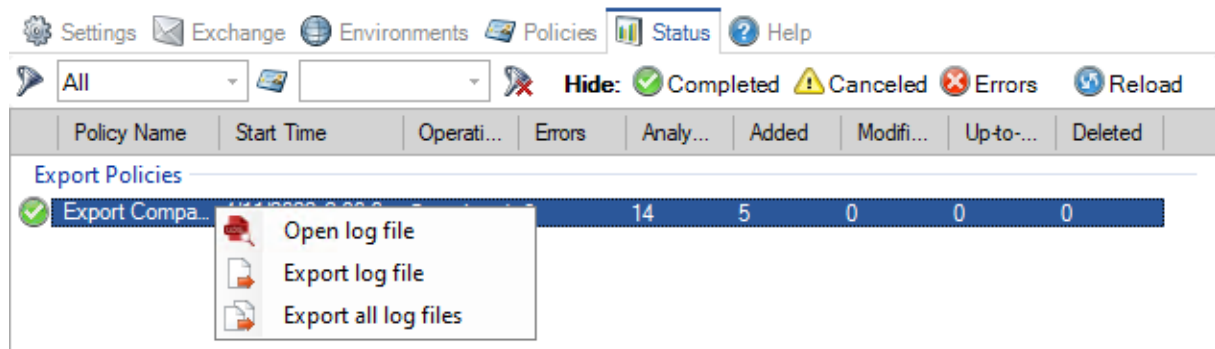 Settings Exchange Environments Policies Status Help
All Hide: Completed Canceled Errors Reload
Policy Name Start Time Operati... Errors Analy... Added Modifi... Up-to-... Deleted
Export Policies
Export Compa... 14 5 0 0 0
Open log file
Export log file
Export all log files